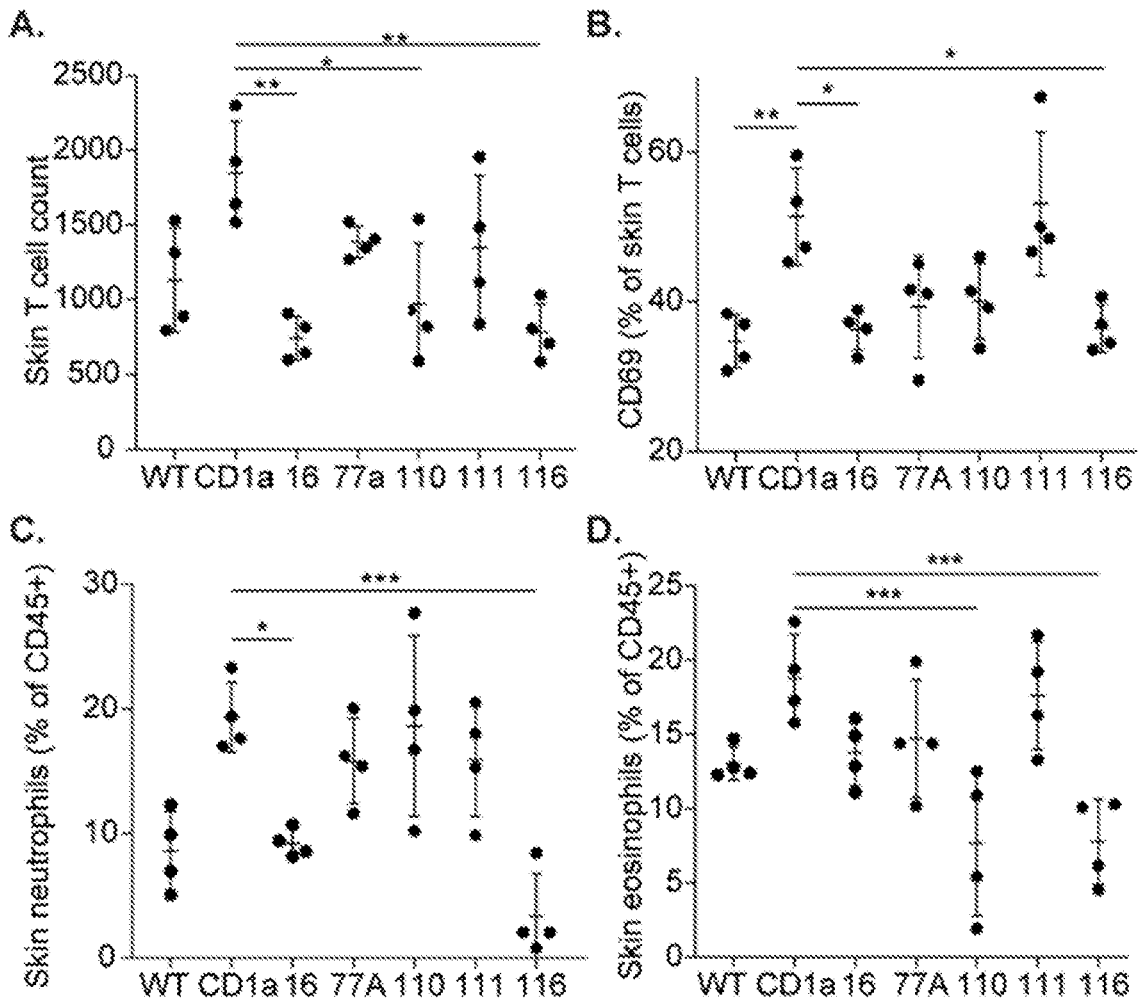 A.
**
*
**
Skin T cell count
2500
2000
1500
1000
500
0
WT CD1a 16 77a 110 111 116
B.
*
*
**
CD69 (% of skin T cells)
60
40
20
WT CD1a 16 77A 110 111 116
C.
***
*
Skin neutrophils (% of CD45+)
30
20
10
0
WT CD1a 16 77A 110 111 116
D.
***
***
Skin eosinophils (% of CD45+)
25
20
15
10
5
0
WT CD1a 16 77A 110 111 116